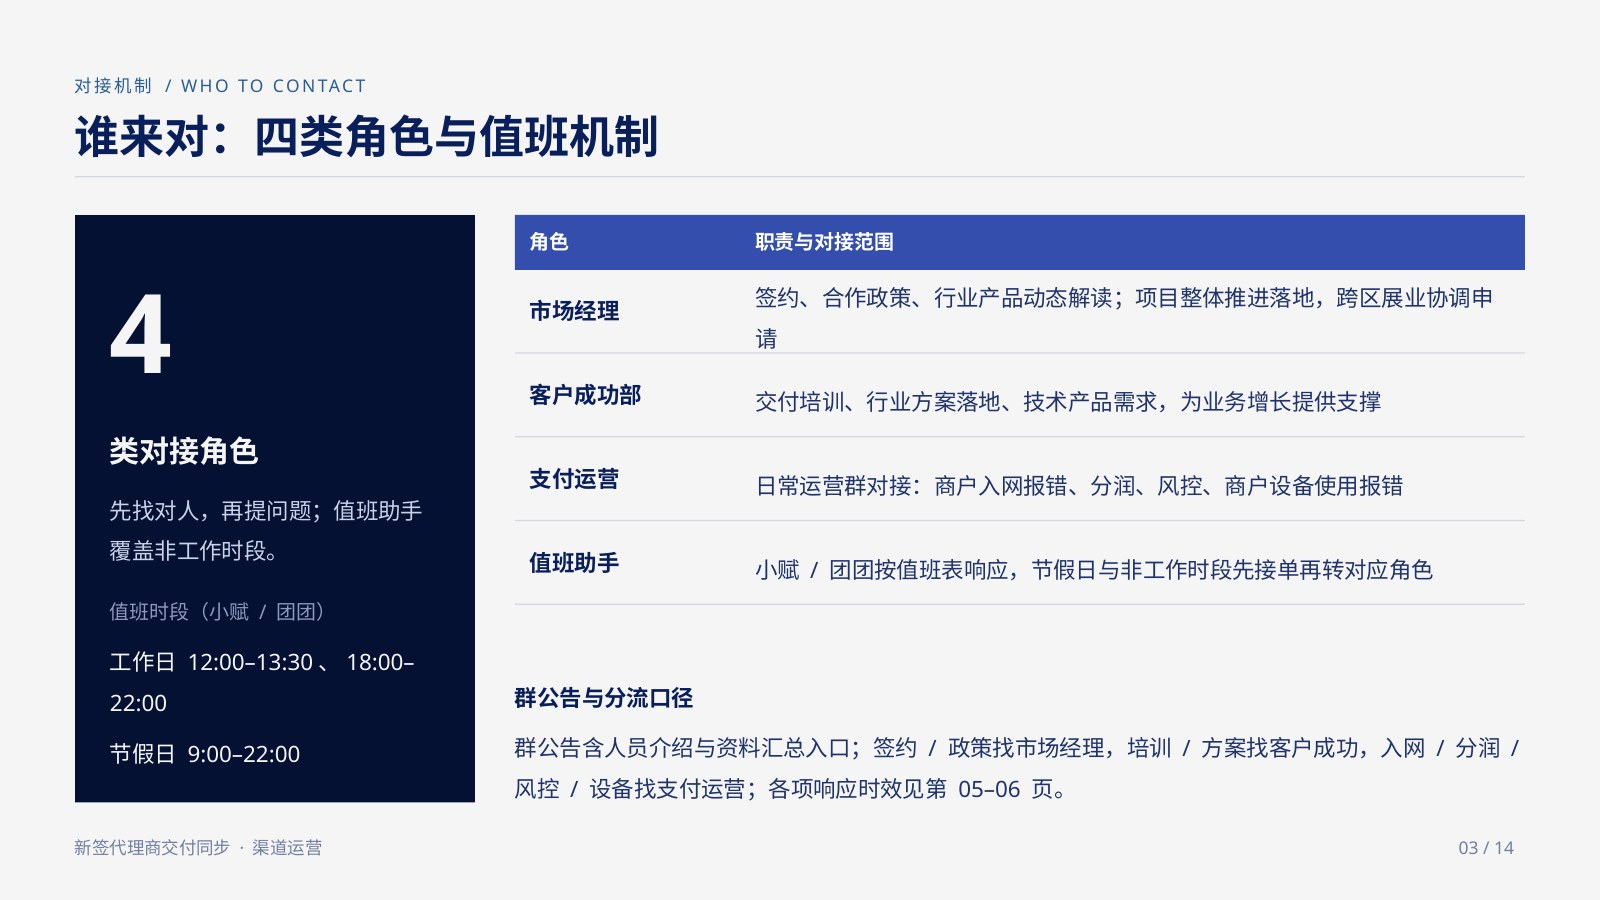 对接机制 / WHO TO CONTACT
谁来对：四类角色与值班机制
4
类对接角色
先找对人，再提问题；值班助手
覆盖非工作时段。
值班时段（小赋 / 团团）
工作日 12:00–13:30 、 18:00–
22:00
节假日 9:00–22:00
角色 职责与对接范围
市场经理 签约、合作政策、行业产品动态解读；项目整体推进落地，跨区展业协调申
请
客户成功部 交付培训、行业方案落地、技术产品需求，为业务增长提供支撑
支付运营 日常运营群对接：商户入网报错、分润、风控、商户设备使用报错
值班助手 小赋 / 团团按值班表响应，节假日与非工作时段先接单再转对应角色
群公告与分流口径
群公告含人员介绍与资料汇总入口；签约 / 政策找市场经理，培训 / 方案找客户成功，入网 / 分润 /
风控 / 设备找支付运营；各项响应时效见第 05–06 页。
新签代理商交付同步 · 渠道运营
03 / 14